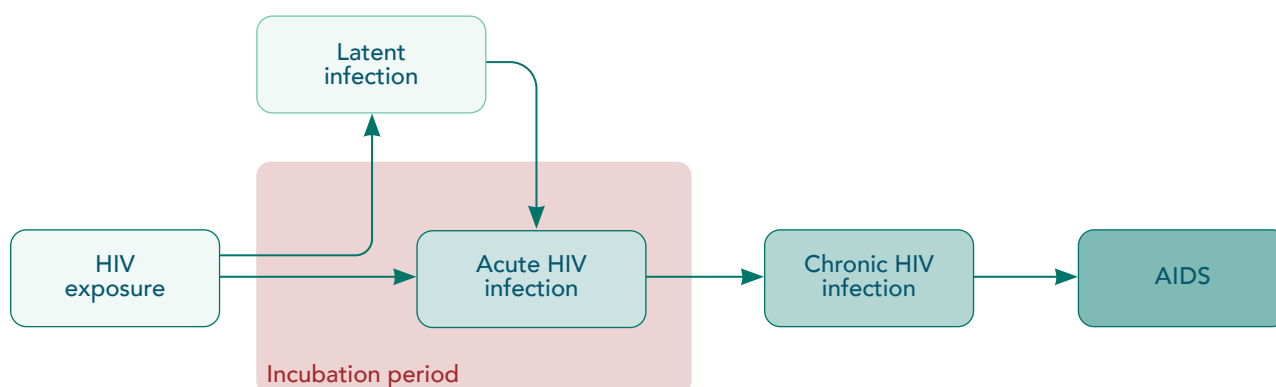 Latent
infection
HIV
exposure
Acute HIV
infection
Chronic HIV
infection
AIDS
Incubation period